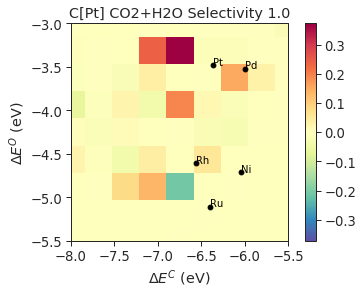 C[Pt] CO2+H2O Selectivity 1.0
−3.0
−3.5
−4.0
−4.5
−5.0
−5.5
ΔE^O (eV)
Pt
Pd
Rh
Ni
Ru
−8.0 −7.5 −7.0 −6.5 −6.0 −5.5
ΔE^C (eV)
0.3
0.2
0.1
0.0
−0.1
−0.2
−0.3